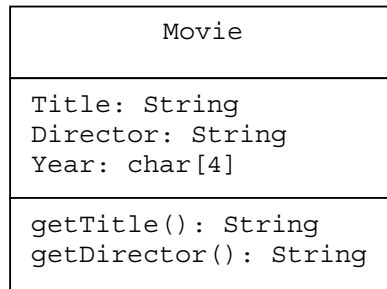 Movie
Title: String
Director: String
Year: char[4]
getTitle(): String
getDirector(): String